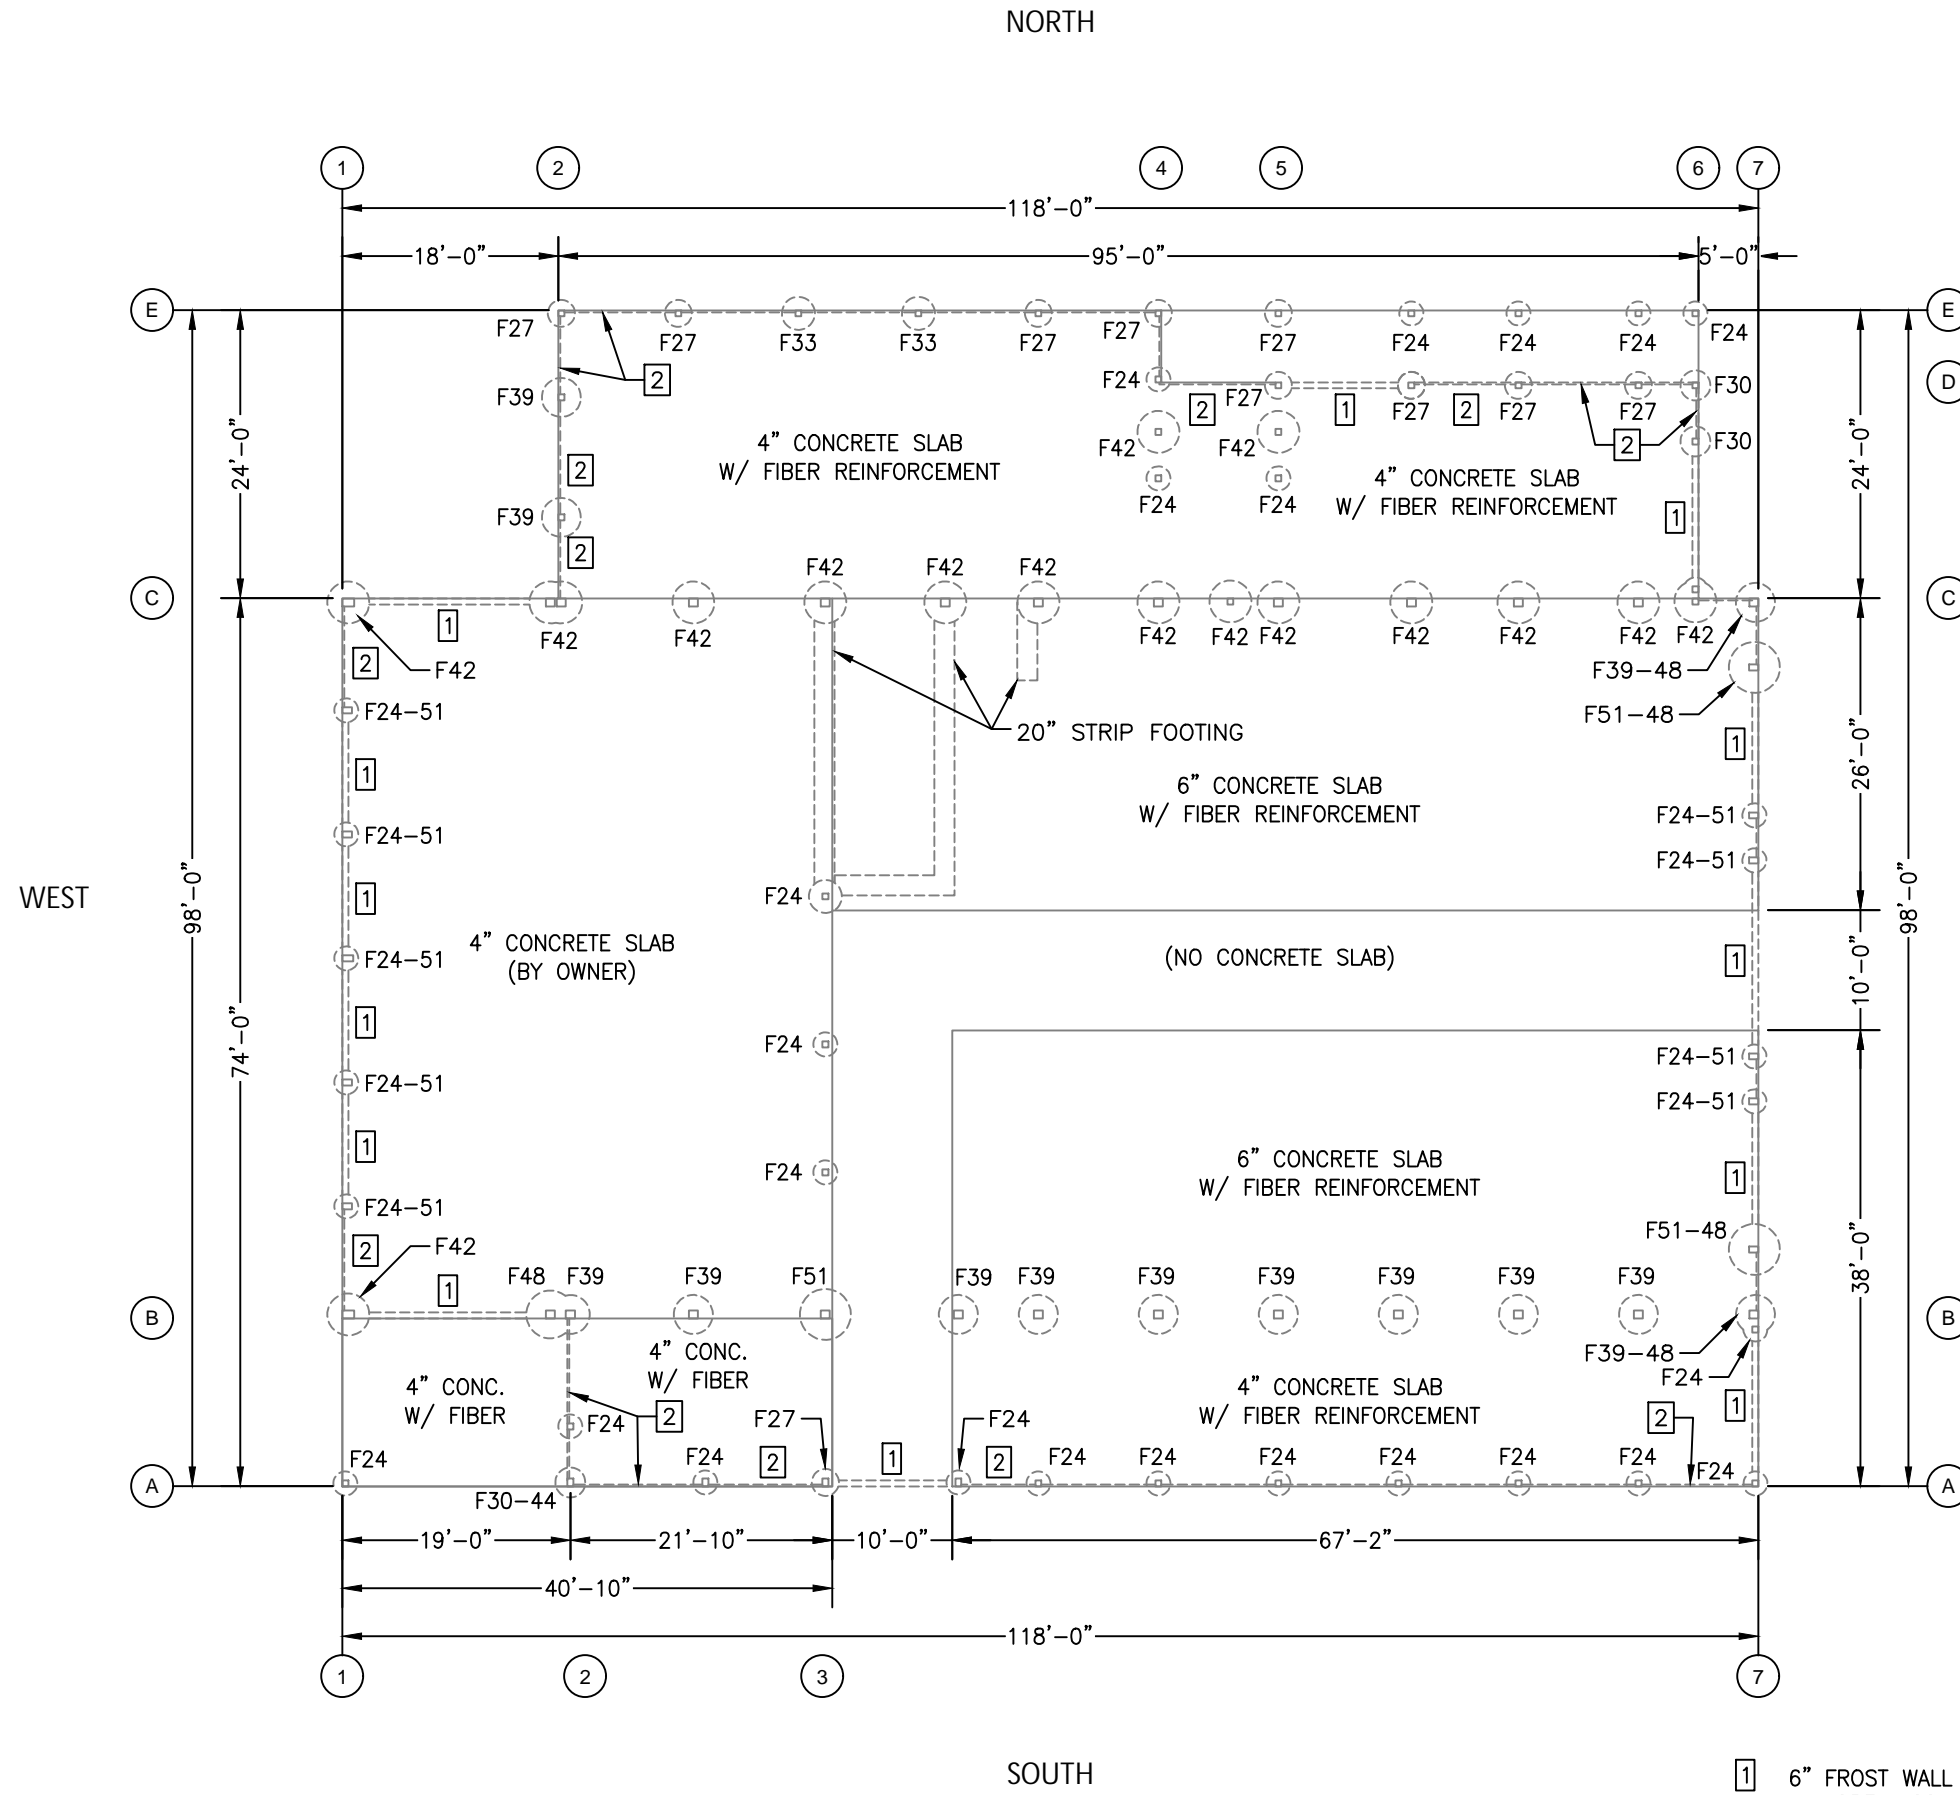 NORTH
1 2 4 5 6 7
118'-0"
18'-0" 95'-0" 5'-0"
E E
F27 F27 F33 F33 F27 F27 F27 F24 F24 F24 F24
2
F24 D
F39 F27 F27 F27 F27 F30
2 1 2
4" CONCRETE SLAB
W/ FIBER REINFORCEMENT
F42 F42 2 F30
24'-0" 24'-0"
2
4" CONCRETE SLAB
W/ FIBER REINFORCEMENT
F24 F24
F39 1
2
F42 F42 F42
C C
1 F42 F42 F42 F42 F42 F42 F42 F42 F42
2 F42 F39-48
F24-51 F51-48
20" STRIP FOOTING
1 1
26'-0"
6" CONCRETE SLAB
W/ FIBER REINFORCEMENT
F24-51 F24-51
F24-51
WEST 98'-0" 1 F24 98'-0"
4" CONCRETE SLAB
(BY OWNER)
(NO CONCRETE SLAB)
F24-51 1
10'-0"
1
74'-0" F24 F24-51
F24-51 F24-51
1 F24
6" CONCRETE SLAB
W/ FIBER REINFORCEMENT
1
F24-51
F51-48
2 F42
38'-0"
1 F48 F39 F39 F51 F39 F39 F39 F39 F39 F39
B B
4" CONC.
W/ FIBER
F39-48
F24
4" CONC.
W/ FIBER
4" CONCRETE SLAB
W/ FIBER REINFORCEMENT
1
F24 2 F27 F24 2
F24 F24 2 1 2 F24 F24 F24 F24 F24 F24 F24
A A
F30-44
19'-0" 21'-10" 10'-0" 67'-2"
40'-10"
118'-0"
1 2 3 7
SOUTH
1 6" FROST WALL